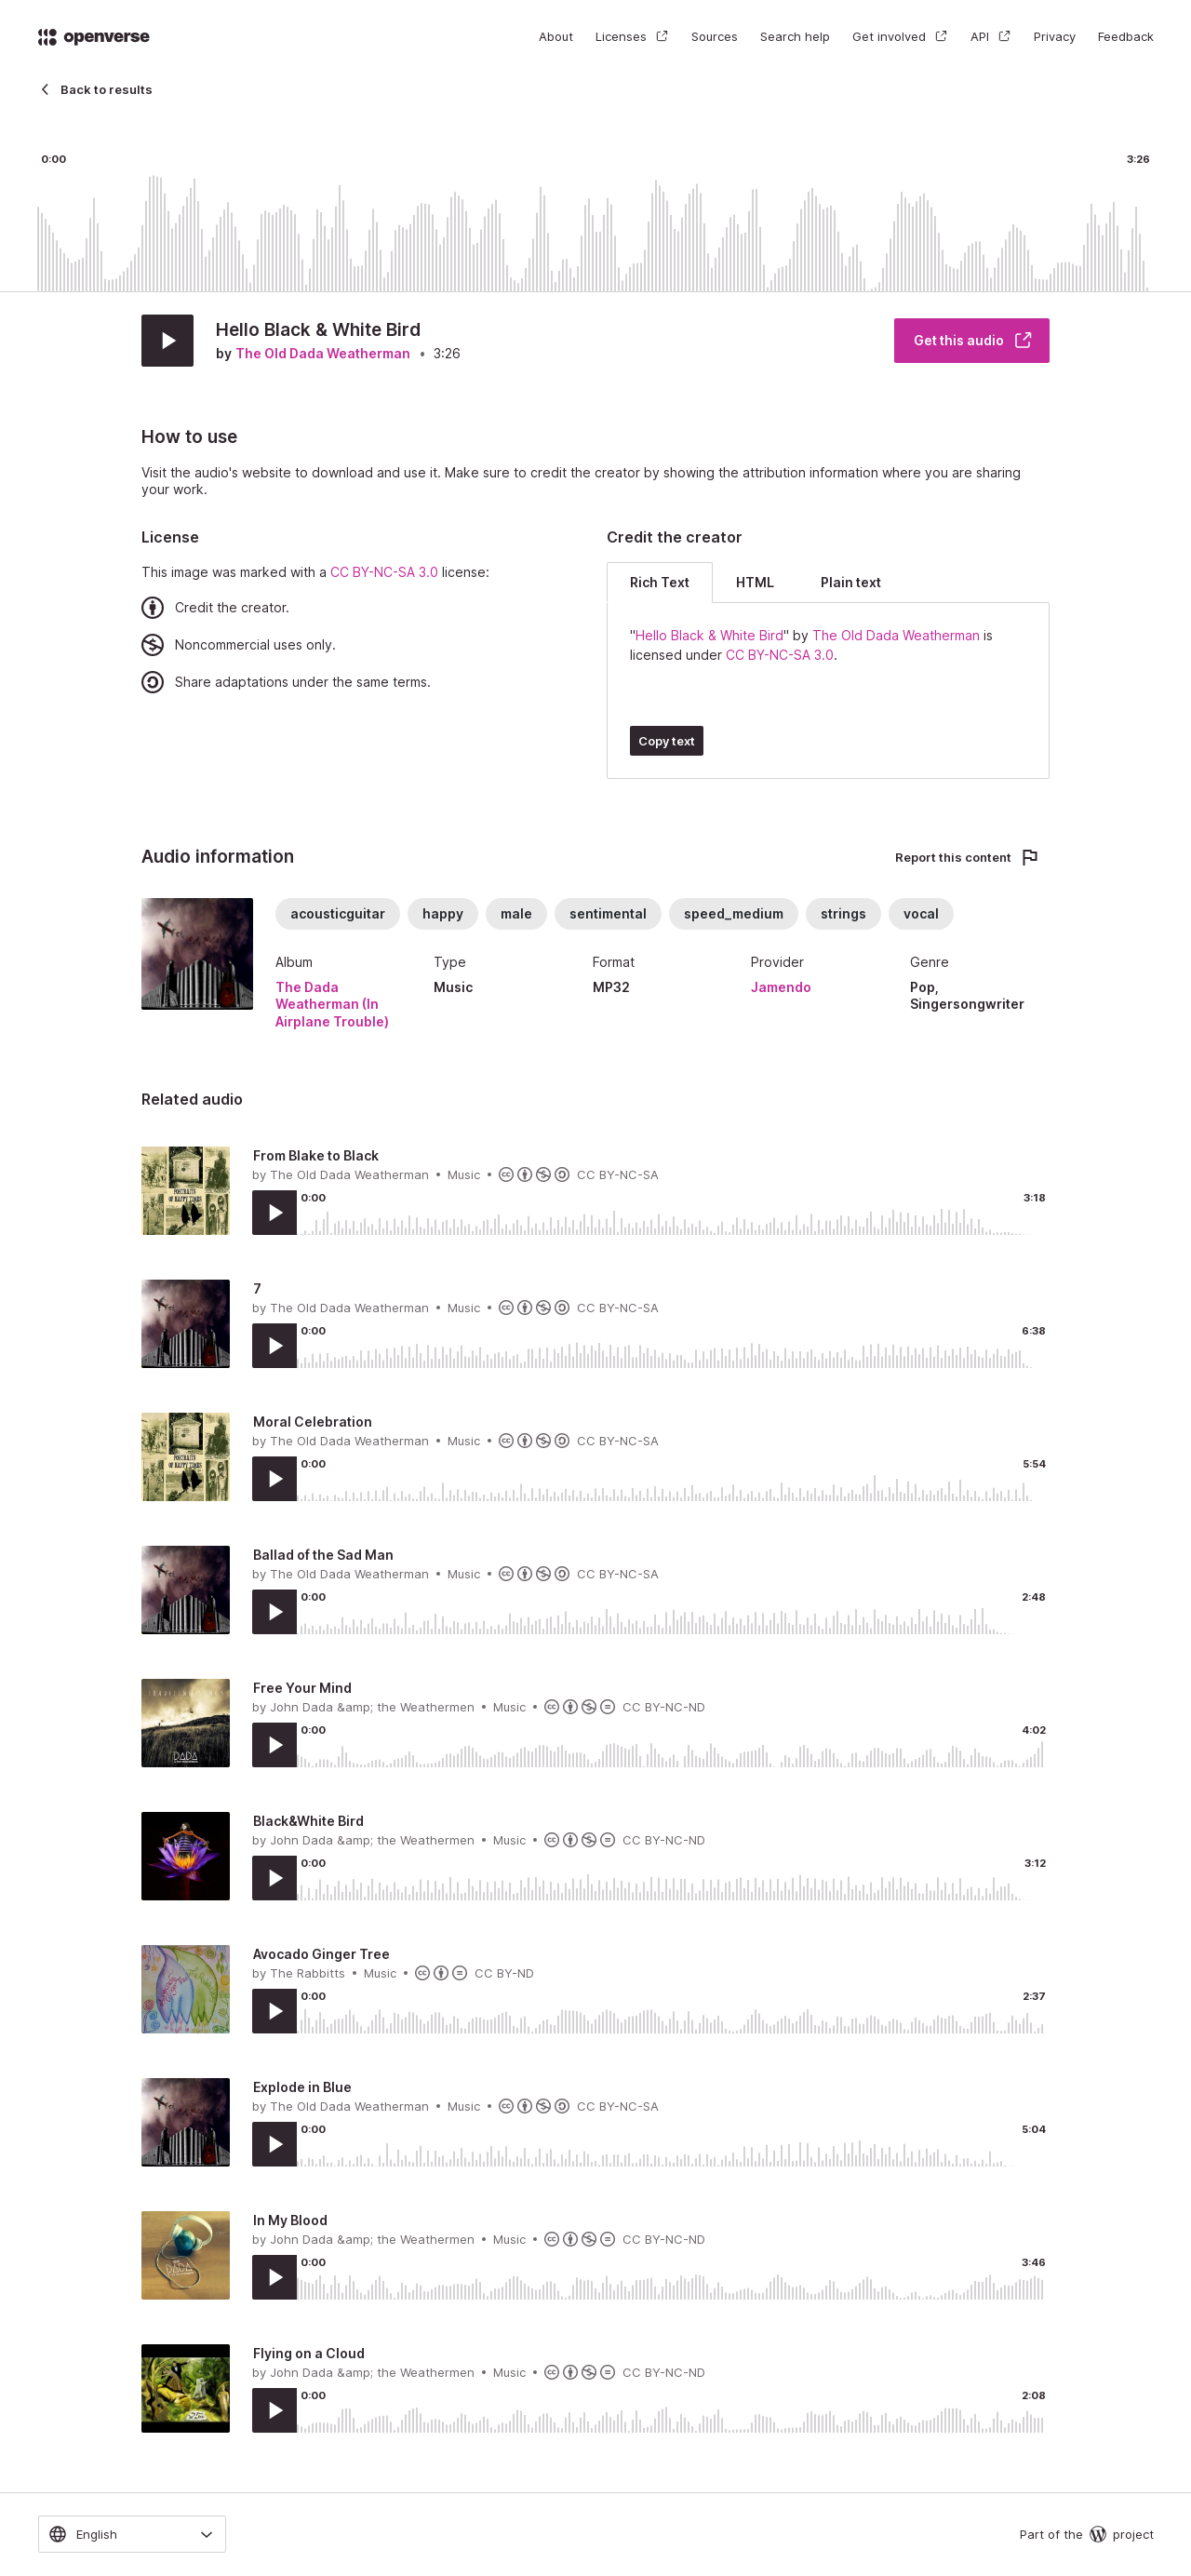 openverse
About Licenses Sources Search help Get involved API Privacy Feedback
Back to results
0:00 3:26
Hello Black & White Bird
by The Old Dada Weatherman • 3:26
Get this audio
How to use
Visit the audio's website to download and use it. Make sure to credit the creator by showing the attribution information where you are sharing
your work.
License
This image was marked with a CC BY-NC-SA 3.0 license:
Credit the creator.
Noncommercial uses only.
Share adaptations under the same terms.
Credit the creator
Rich Text HTML Plain text
"Hello Black & White Bird" by The Old Dada Weatherman is
licensed under CC BY-NC-SA 3.0.
Copy text
Audio information
Report this content
acousticguitar happy male sentimental speed_medium strings vocal
Album
The Dada
Weatherman (In
Airplane Trouble)
Type
Music
Format
MP32
Provider
Jamendo
Genre
Pop,
Singersongwriter
Related audio
PORTRAITS
OF HAPPY TIMES
From Blake to Black
by The Old Dada Weatherman • Music • CC BY-NC-SA
0:00 3:18
7
by The Old Dada Weatherman • Music • CC BY-NC-SA
0:00 6:38
PORTRAITS
OF HAPPY TIMES
Moral Celebration
by The Old Dada Weatherman • Music • CC BY-NC-SA
0:00 5:54
Ballad of the Sad Man
by The Old Dada Weatherman • Music • CC BY-NC-SA
0:00 2:48
DADA
Free Your Mind
by John Dada &amp; the Weathermen • Music • CC BY-NC-ND
0:00 4:02
Black&White Bird
by John Dada &amp; the Weathermen • Music • CC BY-NC-ND
0:00 3:12
Avocado Ginger Tree
by The Rabbitts • Music • CC BY-ND
0:00 2:37
Explode in Blue
by The Old Dada Weatherman • Music • CC BY-NC-SA
0:00 5:04
DADA
In My Blood
by John Dada &amp; the Weathermen • Music • CC BY-NC-ND
0:00 3:46
Flying on a Cloud
by John Dada &amp; the Weathermen • Music • CC BY-NC-ND
0:00 2:08
English
Part of the project